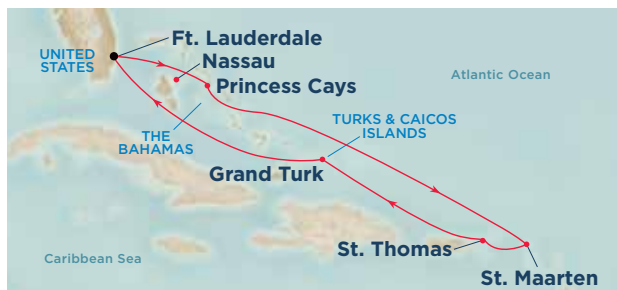 Ft. Lauderdale
UNITED
STATES
Nassau
Atlantic Ocean
Princess Cays
TURKS & CAICOS
ISLANDS
THE
BAHAMAS
Grand Turk
St. Thomas
Caribbean Sea
St. Maarten